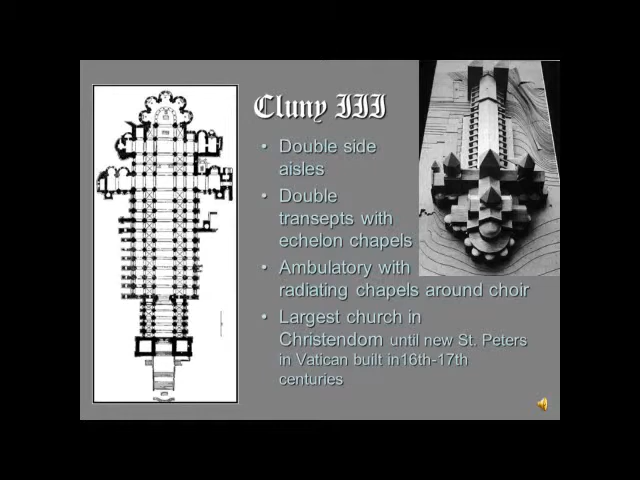 Cluny III
• Double side
aisles
• Double
transepts with
echelon chapels
• Ambulatory with
radiating chapels around choir
• Largest church in
Christendom until new St. Peters
in Vatican built in16th-17th
centuries